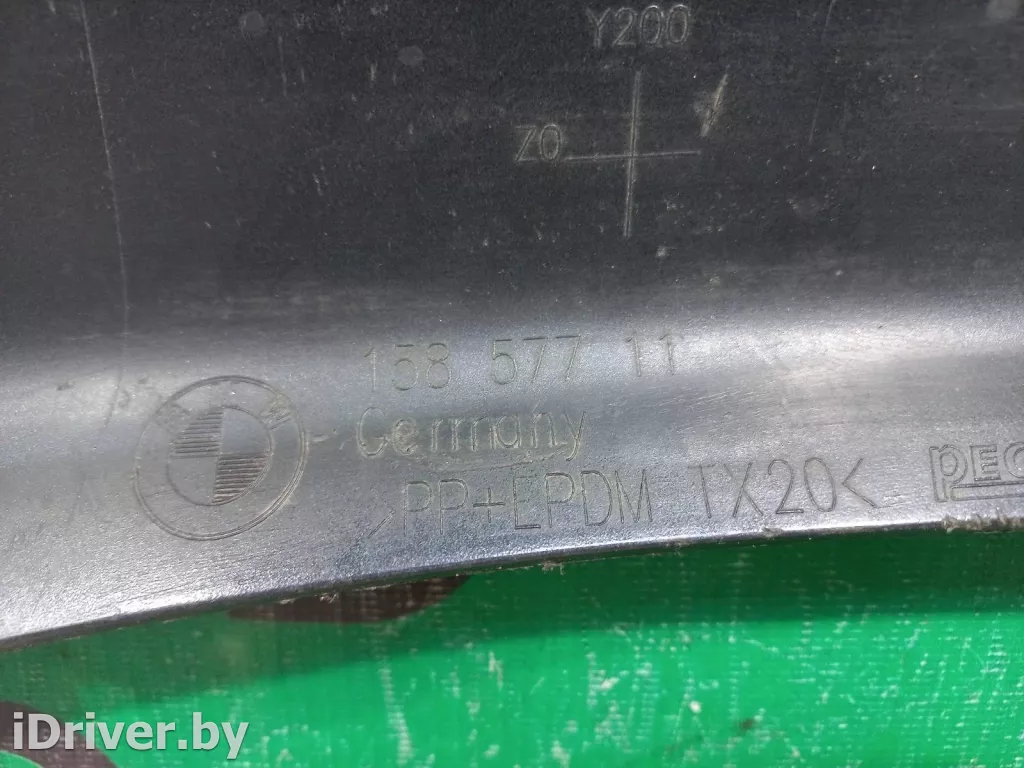 Y200
Z0
158 577 11
Germany
>PP+EPDM TX20<
iDriver.by